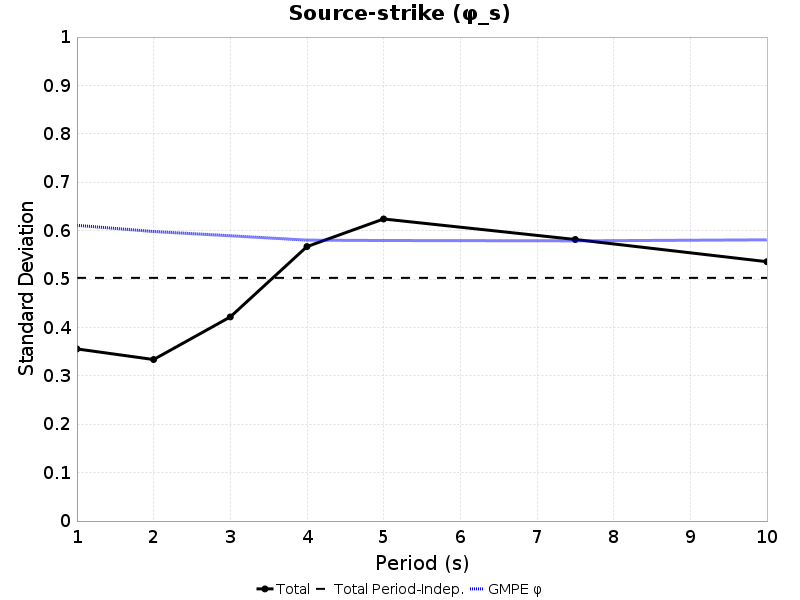 Source-strike (φ_s)
Standard Deviation
1
0.9
0.8
0.7
0.6
0.5
0.4
0.3
0.2
0.1
0
1 2 3 4 5 6 7 8 9 10
Period (s)
Total Total Period-Indep. GMPE φ